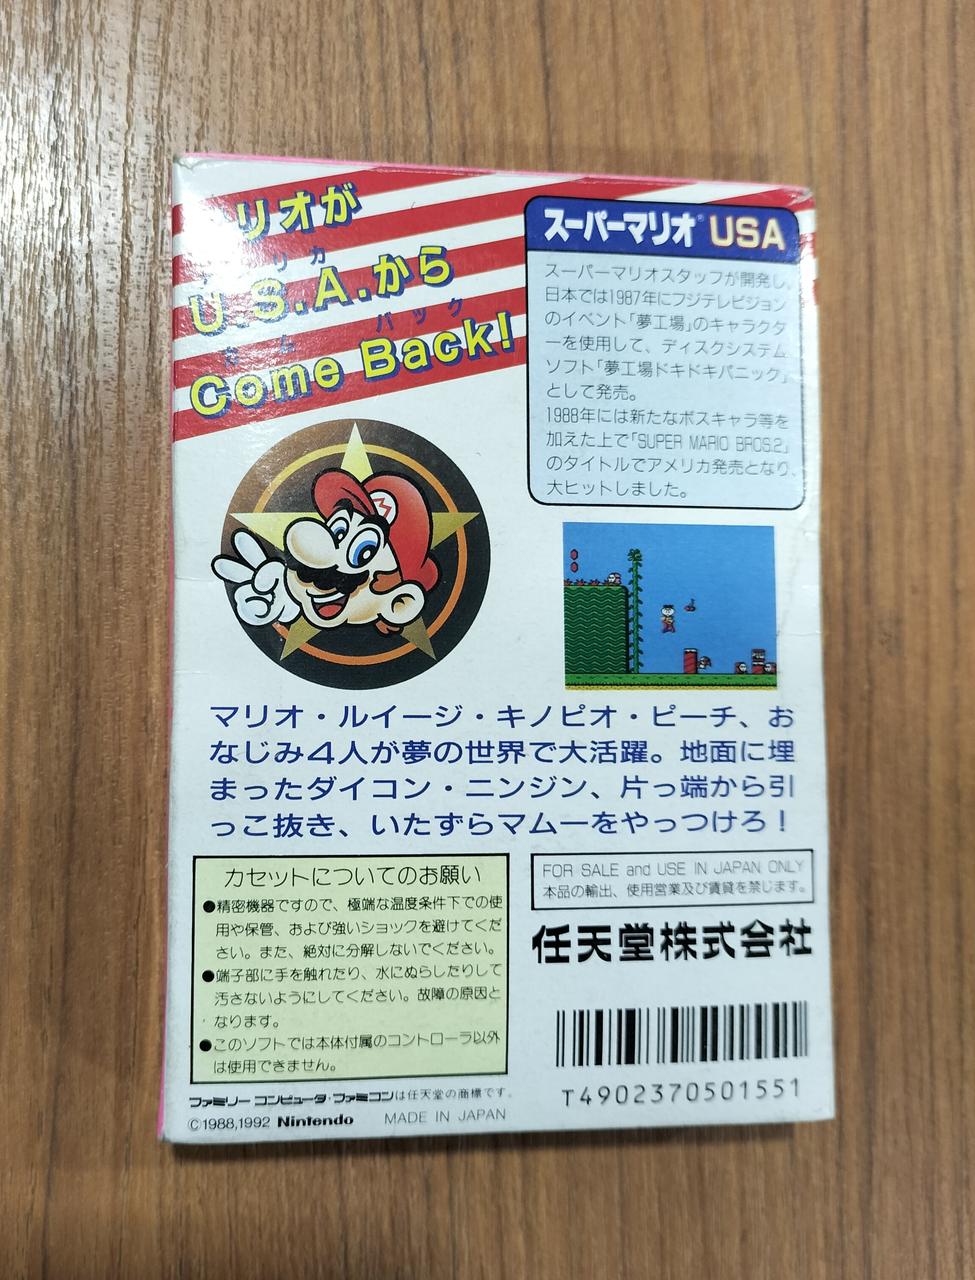 リオが
U.S.A.から
バック
Come Back!
スーパーマリオ® USA
スーパーマリオスタッフが開発し、
日本では1987年にフジテレビジョン
のイベント「夢工場」のキャラクタ
ーを使用して、ディスクシステム
ソフト「夢工場ドキドキパニック」
として発売。
1988年には新たなボスキャラ等を
加えた上で「SUPER MARIO BROS.2」
のタイトルでアメリカ発売となり、
大ヒットしました。
M
マリオ・ルイージ・キノピオ・ピーチ、お
なじみ4人が夢の世界で大活躍。地面に埋
まったダイコン・ニンジン、片っ端から引
っこ抜き、いたずらマムーをやっつけろ！
カセットについてのお願い
●精密機器ですので、極端な温度条件下での使
用や保管、および強いショックを避けてくだ
さい。また、絶対に分解しないでください。
●端子部に手を触れたり、水にぬらしたりして
汚さないようにしてください。故障の原因と
なります。
●このソフトでは本体付属のコントローラ以外
は使用できません。
ファミリーコンピュータ・ファミコンは任天堂の商標です。
©1988,1992 Nintendo MADE IN JAPAN
FOR SALE and USE IN JAPAN ONLY
本品の輸出、使用営業及び賃貸を禁じます。
任天堂株式会社
T4902370501551